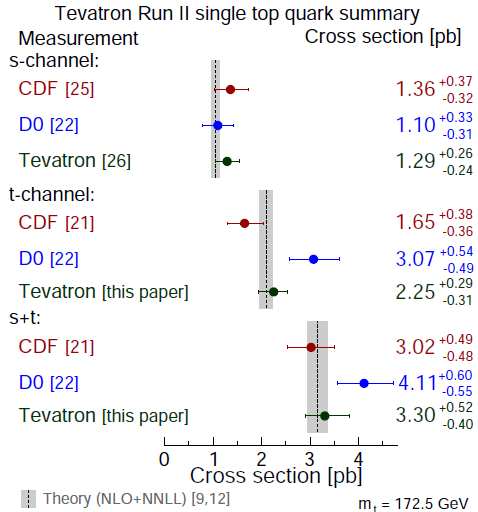 Tevatron Run II single top quark summary
Measurement Cross section [pb]
s-channel:
CDF [25] 1.36 +0.37 -0.32
D0 [22] 1.10 +0.33 -0.31
Tevatron [26] 1.29 +0.26 -0.24
t-channel:
CDF [21] 1.65 +0.38 -0.36
D0 [22] 3.07 +0.54 -0.49
Tevatron [this paper] 2.25 +0.29 -0.31
s+t:
CDF [21] 3.02 +0.49 -0.48
D0 [22] 4.11 +0.60 -0.55
Tevatron [this paper] 3.30 +0.52 -0.40
0 1 2 3 4
Cross section [pb]
Theory (NLO+NNLL) [9,12] mt = 172.5 GeV